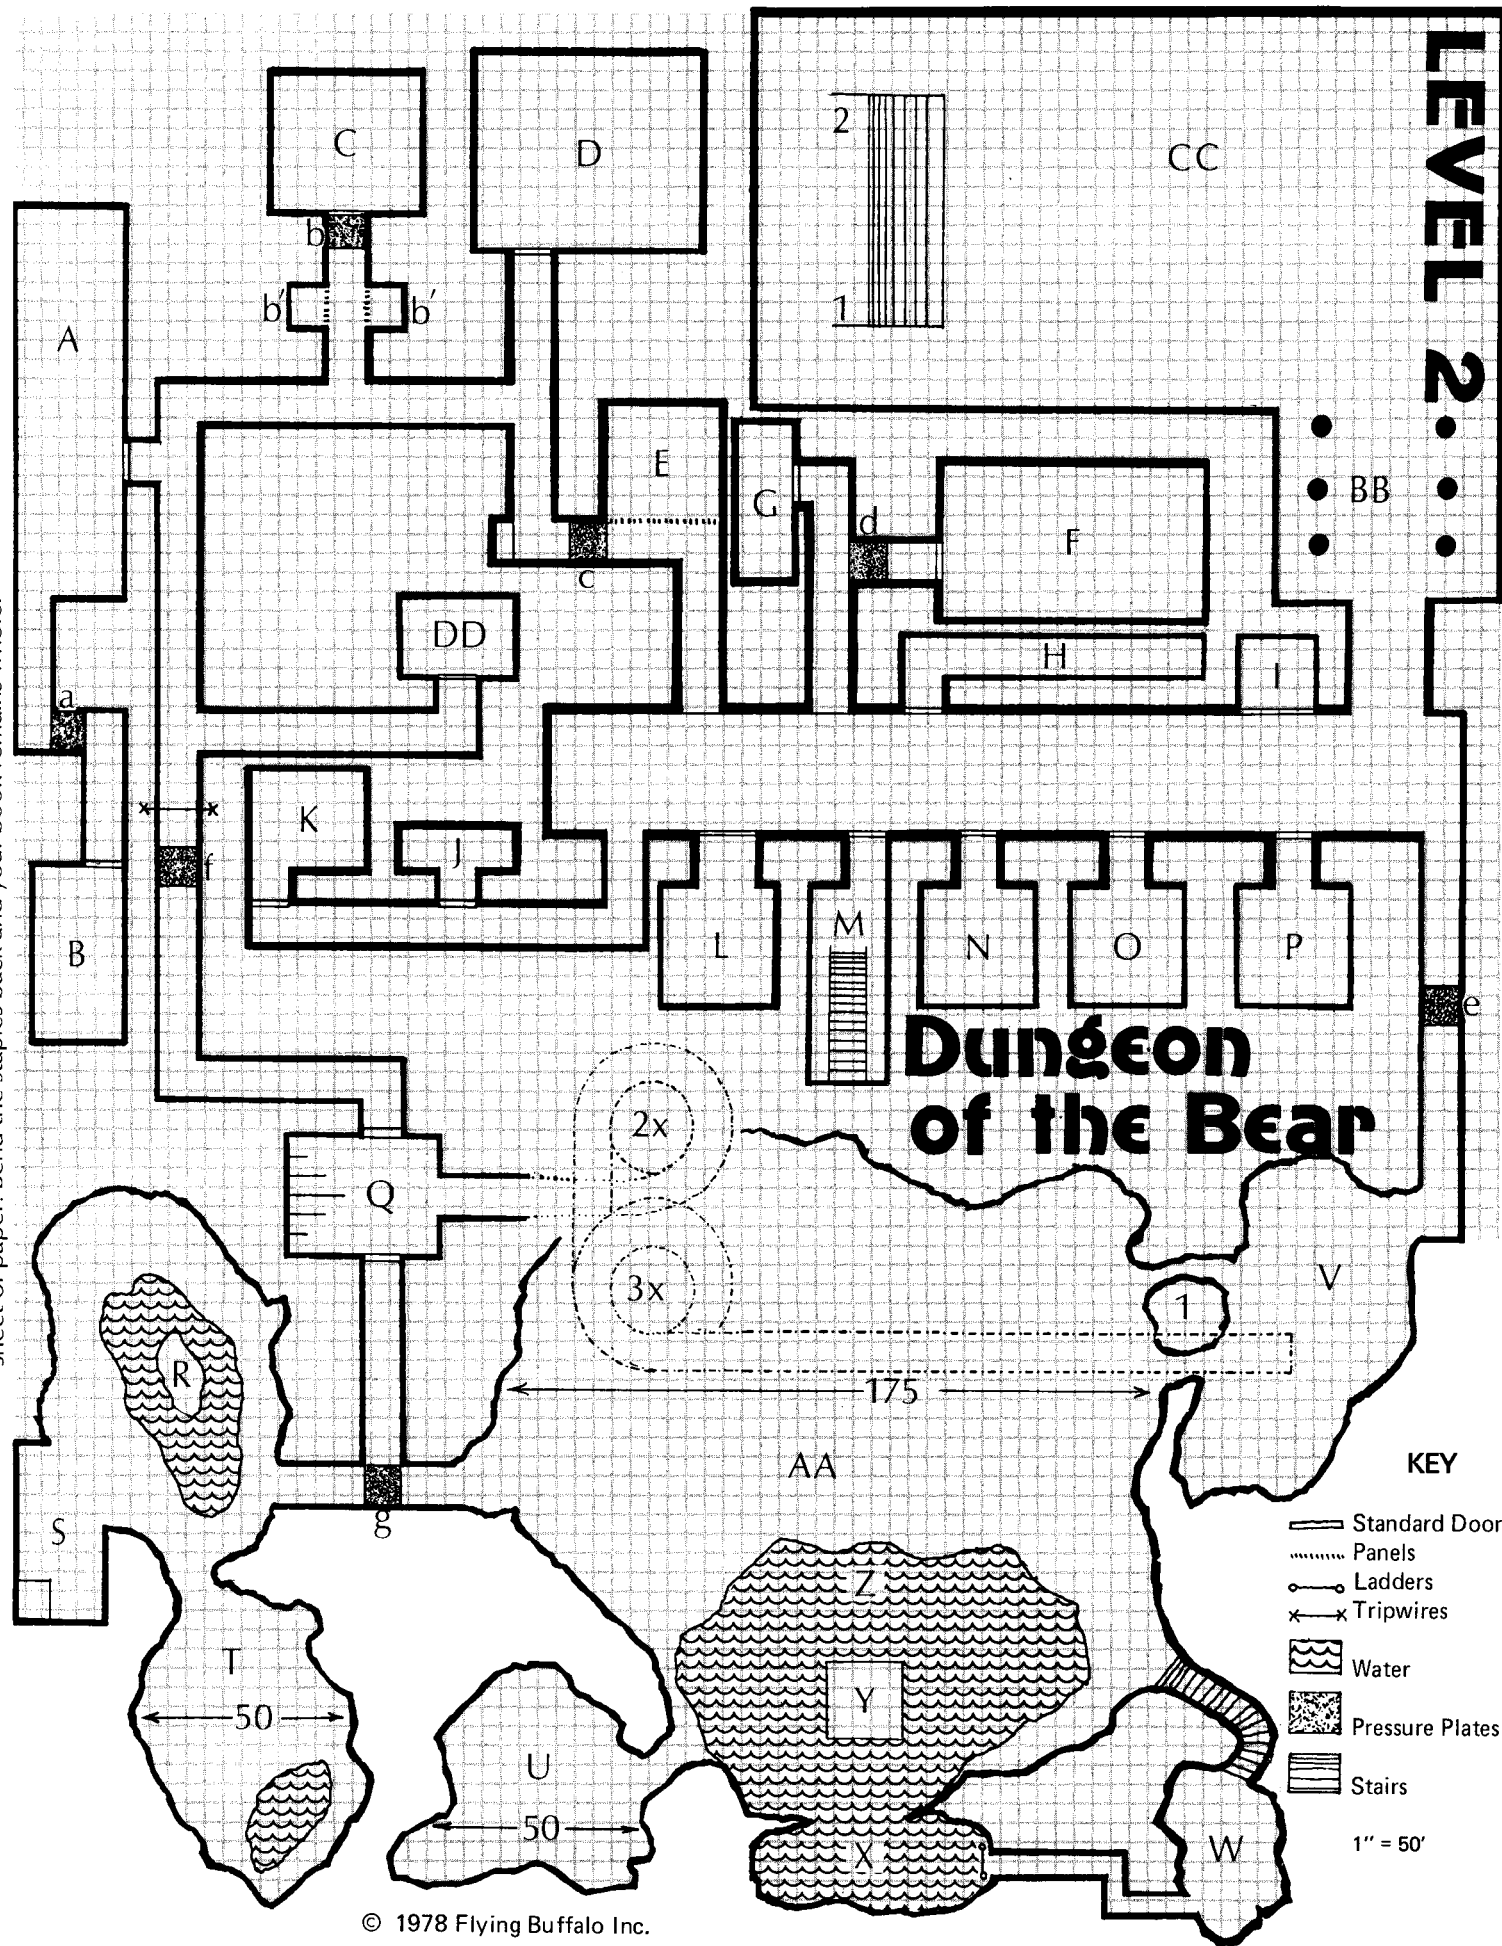 LEVEL 2
C
D
2
CC
b
b'
b'
1
A
E
G
BB
d
F
c
DD
H
I
a
K
J
f
M
B
L
N
O
P
e
Dungeon
of the Bear
2x
Q
3x
V
1
R
175
AA
KEY
S
g
Standard Door
Panels
Ladders
Tripwires
Z
T
Water
50
Y
Pressure Plates
U
Stairs
50
X
W
1" = 50'
© 1978 Flying Buffalo Inc.